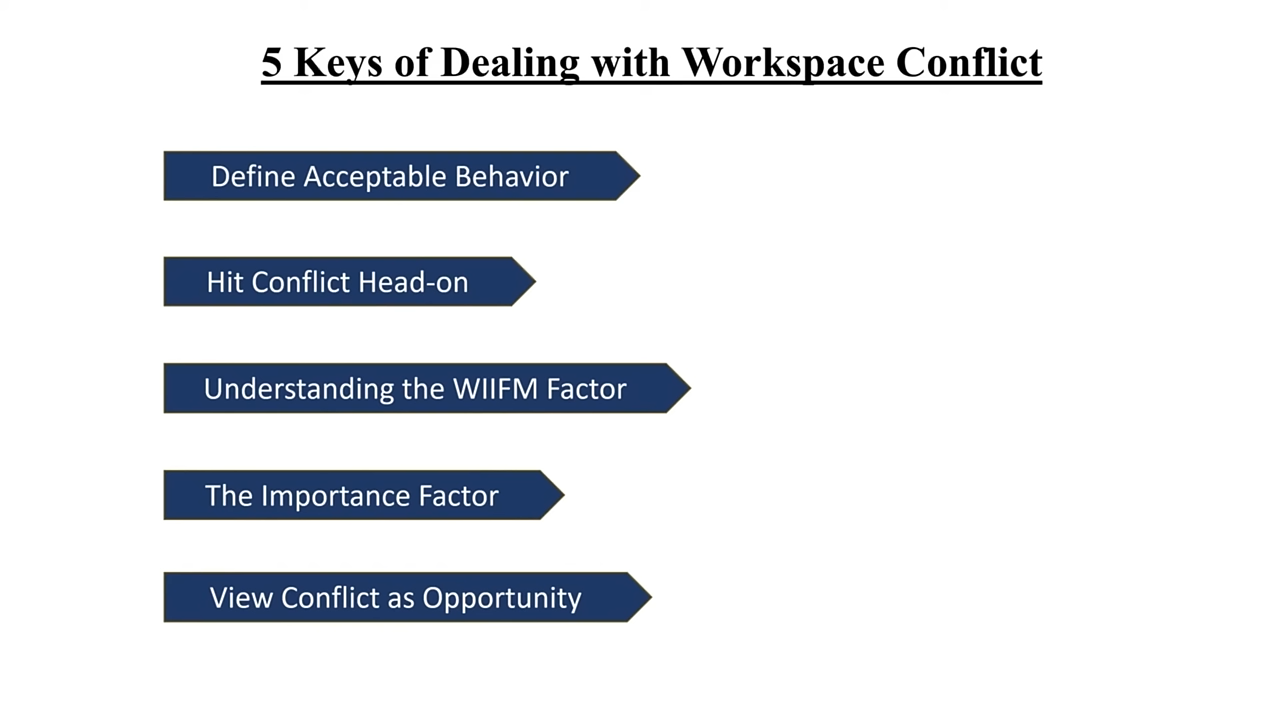 5 Keys of Dealing with Workspace Conflict
Define Acceptable Behavior
Hit Conflict Head-on
Understanding the WIIFM Factor
The Importance Factor
View Conflict as Opportunity